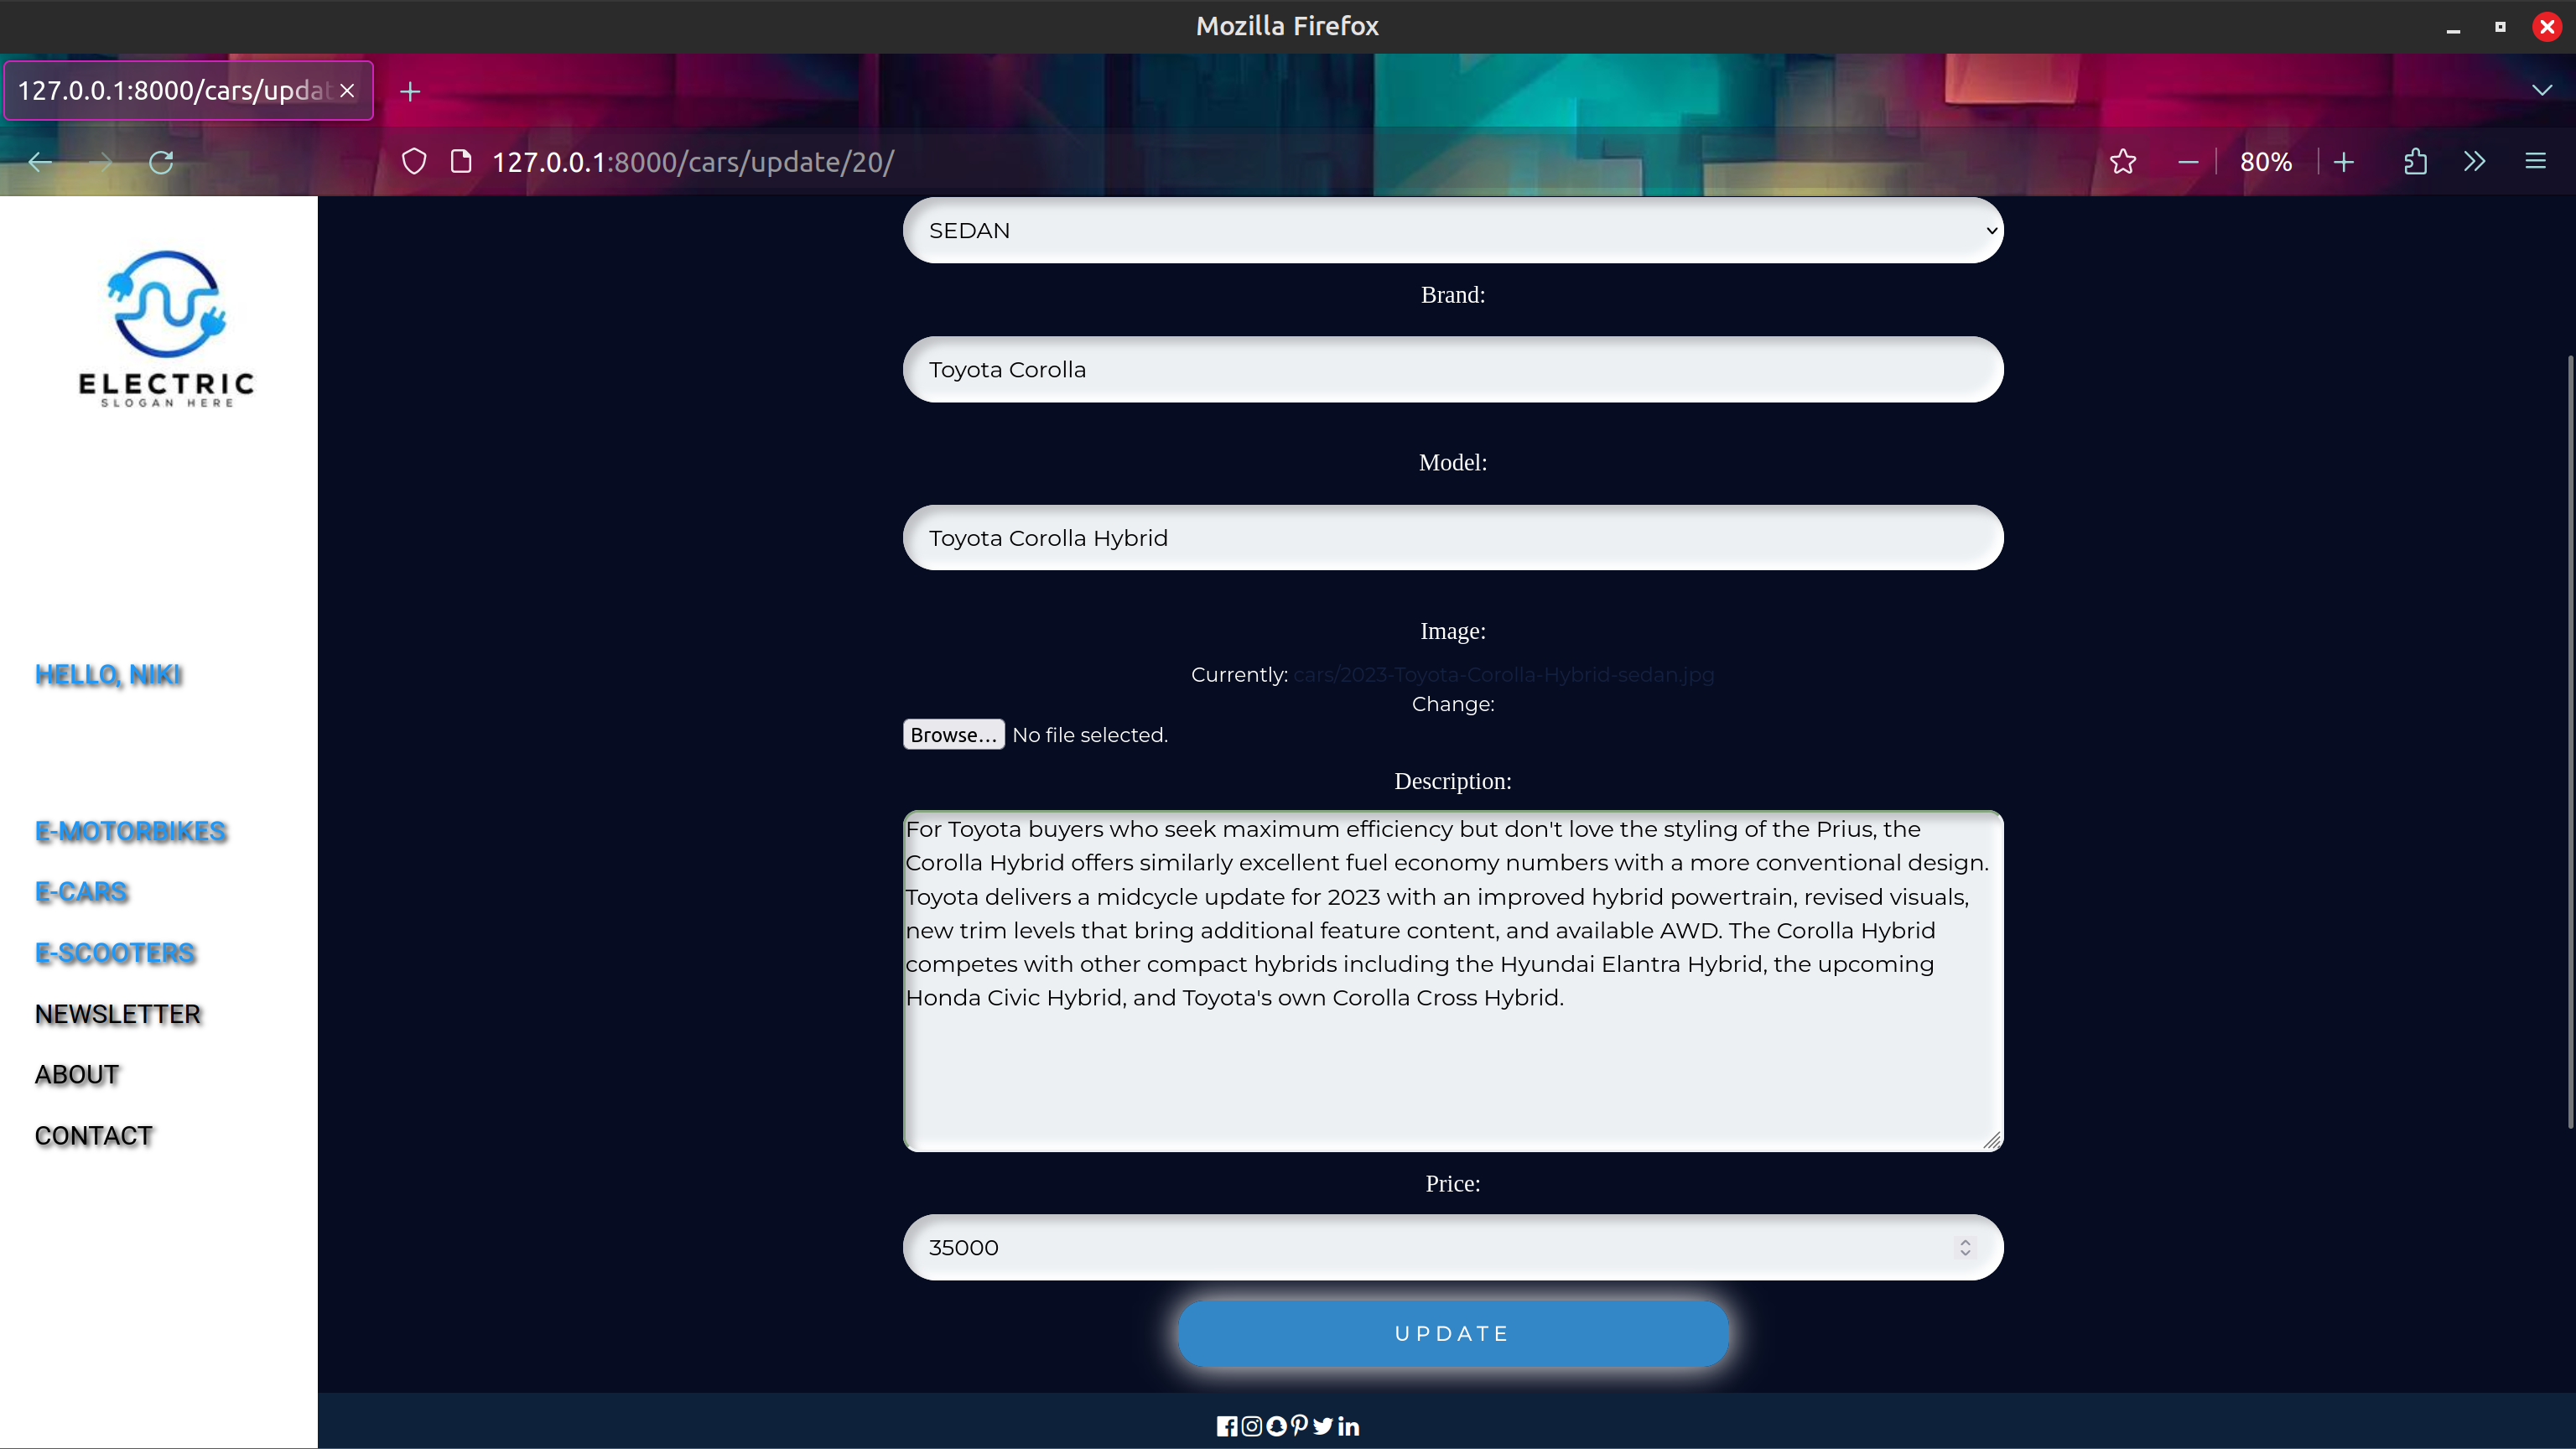 Mozilla Firefox
127.0.0.1:8000/cars/updat
127.0.0.1:8000/cars/update/20/
80%
ELECTRIC
SLOGAN HERE
HELLO, NIKI
E-MOTORBIKES
E-CARS
E-SCOOTERS
NEWSLETTER
ABOUT
CONTACT
SEDAN
Brand:
Toyota Corolla
Model:
Toyota Corolla Hybrid
Image:
Currently: cars/2023-Toyota-Corolla-Hybrid-sedan.jpg
Change:
Browse... No file selected.
Description:
For Toyota buyers who seek maximum efficiency but don't love the styling of the Prius, the
Corolla Hybrid offers similarly excellent fuel economy numbers with a more conventional design.
Toyota delivers a midcycle update for 2023 with an improved hybrid powertrain, revised visuals,
new trim levels that bring additional feature content, and available AWD. The Corolla Hybrid
competes with other compact hybrids including the Hyundai Elantra Hybrid, the upcoming
Honda Civic Hybrid, and Toyota's own Corolla Cross Hybrid.
Price:
35000
UPDATE